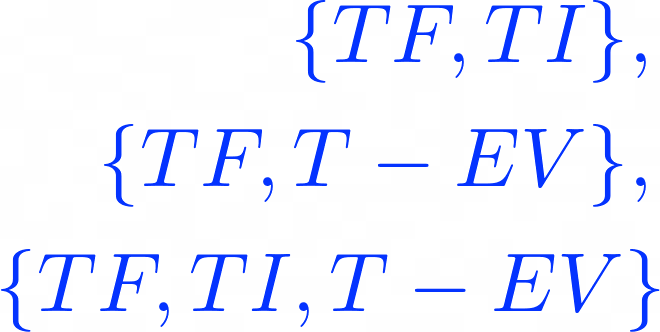 {TF, TI},
{TF, T − EV},
{TF, TI, T − EV}